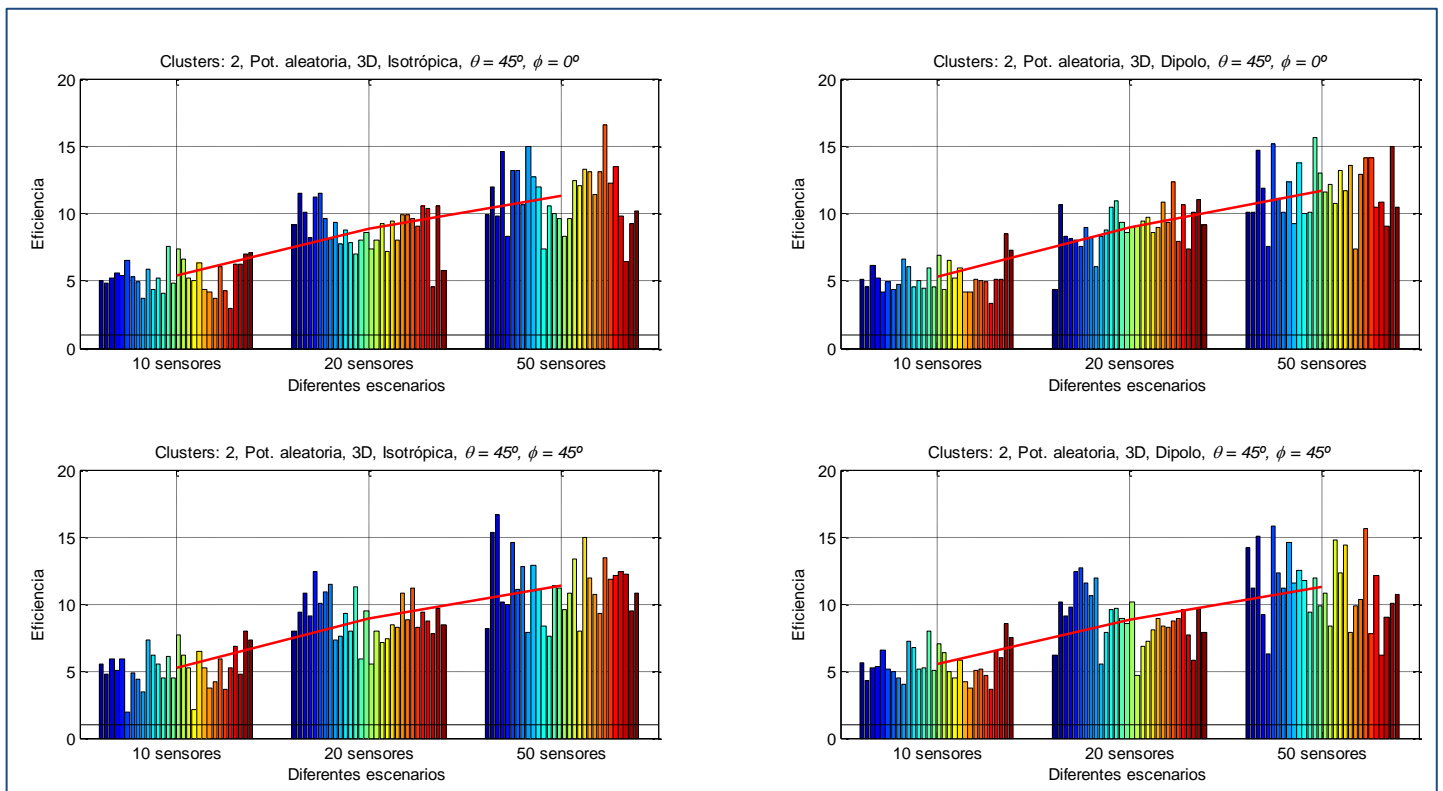 Clusters: 2, Pot. aleatoria, 3D, Isotrópica, θ = 45º, ϕ = 0º
20
15
10
5
0
Eficiencia
10 sensores
20 sensores
50 sensores
Diferentes escenarios
Clusters: 2, Pot. aleatoria, 3D, Dipolo, θ = 45º, ϕ = 0º
20
15
10
5
0
Eficiencia
10 sensores
20 sensores
50 sensores
Diferentes escenarios
Clusters: 2, Pot. aleatoria, 3D, Isotrópica, θ = 45º, ϕ = 45º
20
15
10
5
0
Eficiencia
10 sensores
20 sensores
50 sensores
Diferentes escenarios
Clusters: 2, Pot. aleatoria, 3D, Dipolo, θ = 45º, ϕ = 45º
20
15
10
5
0
Eficiencia
10 sensores
20 sensores
50 sensores
Diferentes escenarios